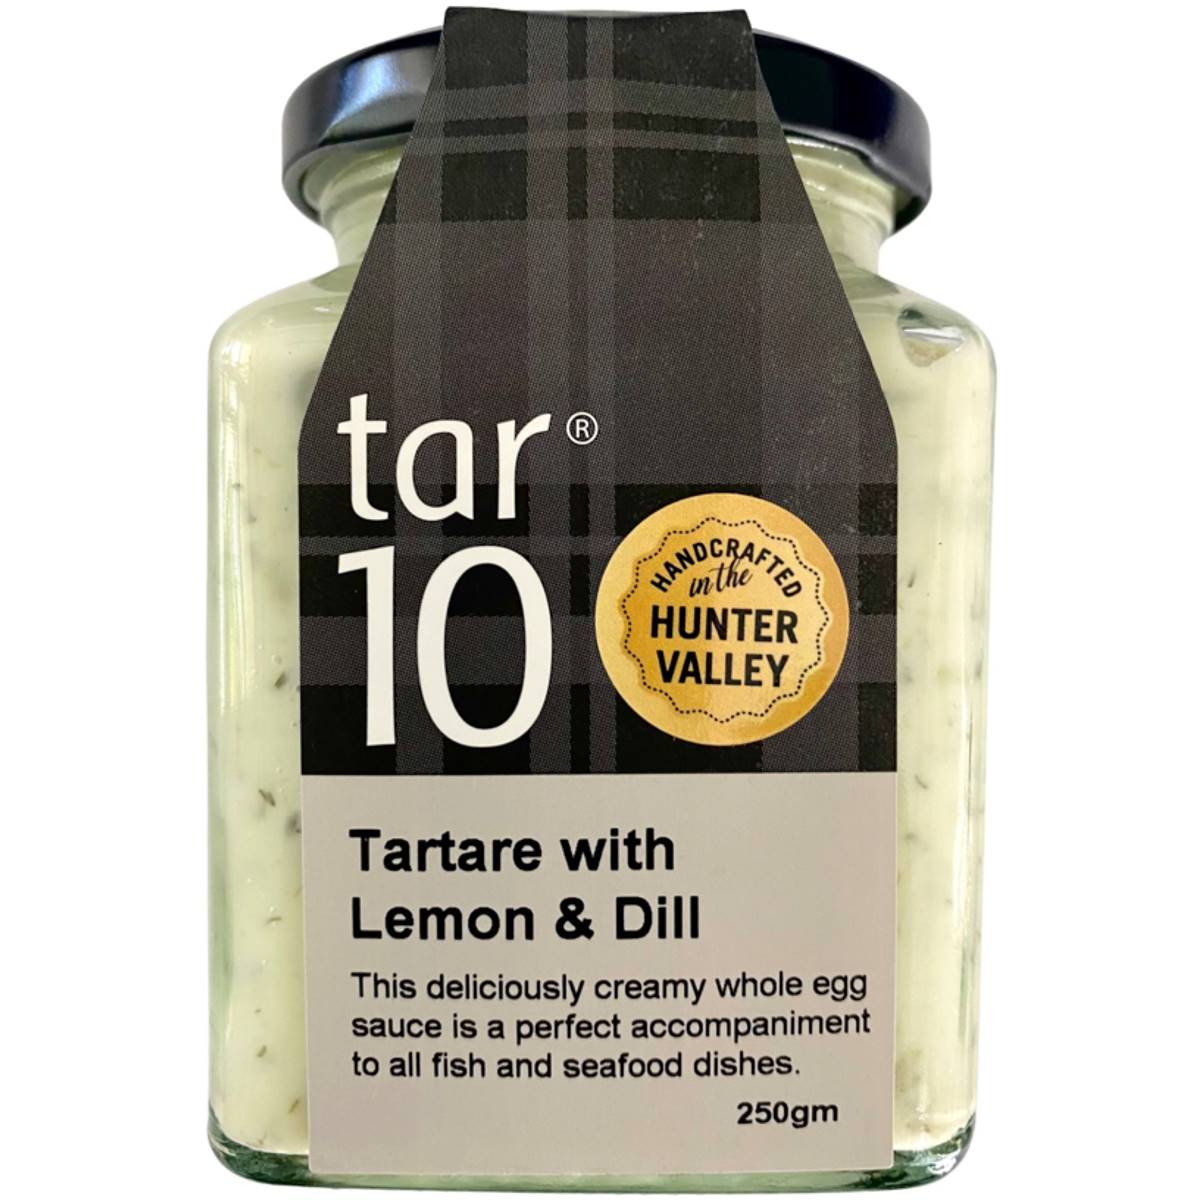 tar®
10
HANDCRAFTED
in the
HUNTER
VALLEY
Tartare with
Lemon & Dill
This deliciously creamy whole egg
sauce is a perfect accompaniment
to all fish and seafood dishes.
250gm